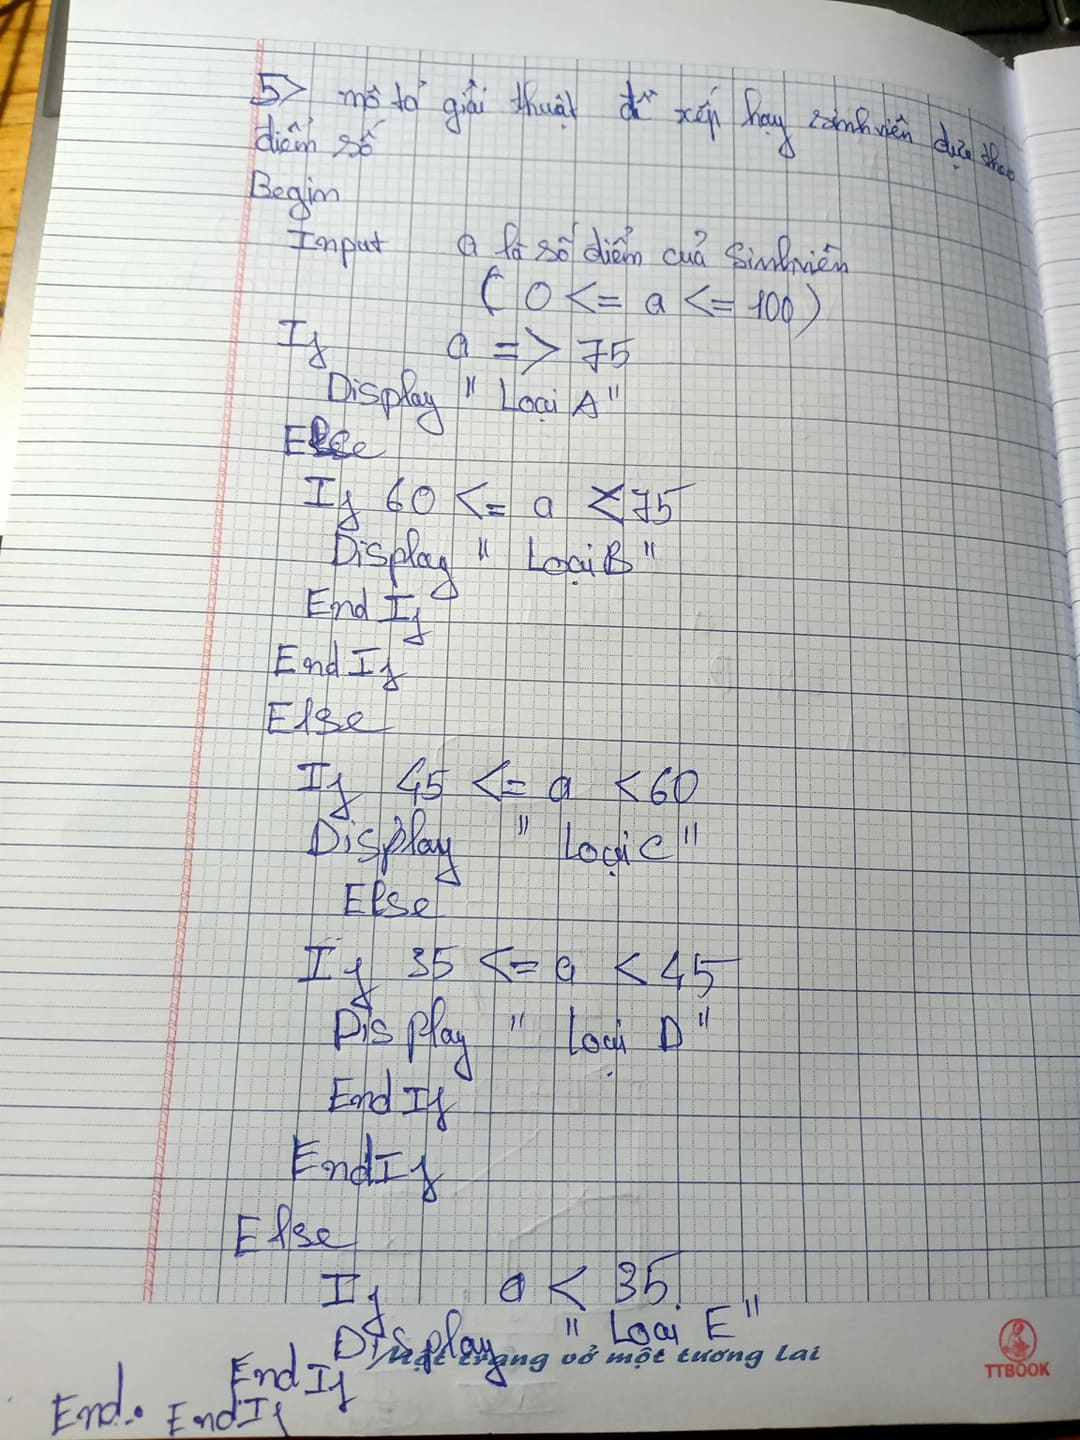 5> mô tả giải thuật để xếp hạy sinh viên dựa theo
điểm số
Begin
Input a là số điểm của Sinh viên
( 0 <= a <= 100)
If a => 75
Display " Loại A"
Else
If 60 <= a < 75
Display " Loại B"
End If
End If
Else
If 45 <= a < 60
Display " Loại C"
Else
If 35 <= a < 45
Display " Loại D"
End If
End If
Else
If a < 35
Display " Loại E"
trang vở một tương lai
TTBOOK
End If
End. End If